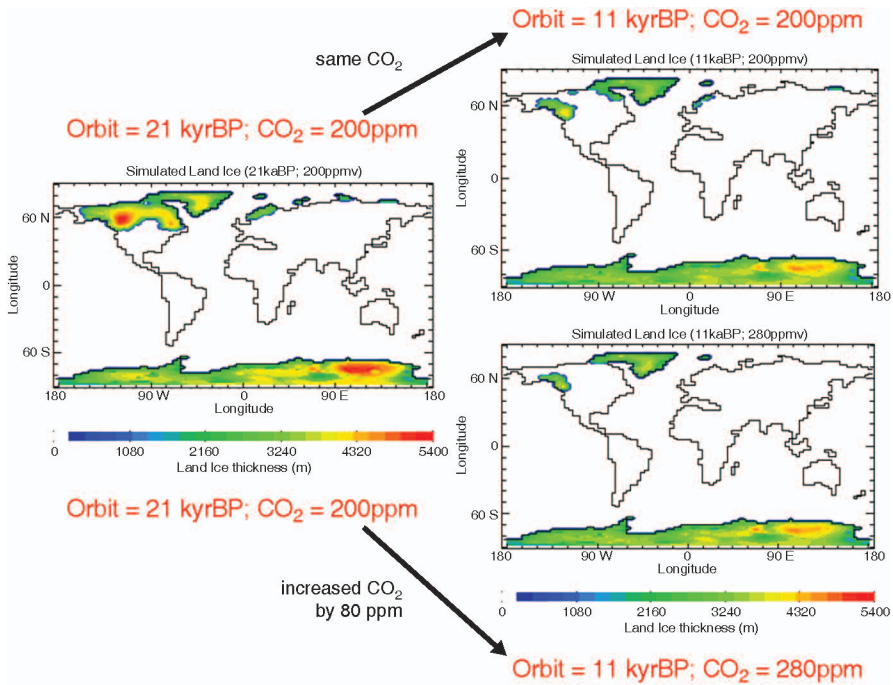 Orbit = 11 kyrBP; CO₂ = 200ppm
same CO₂
Orbit = 21 kyrBP; CO₂ = 200ppm
Simulated Land Ice (11kaBP; 200ppmv)
60 N
0
60 S
Longitude
180
90 W
0
90 E
180
Longitude
Simulated Land Ice (21kaBP; 200ppmv)
60 N
0
60 S
Longitude
180
90 W
0
90 E
180
Longitude
0
1080
2160
3240
4320
5400
Land Ice thickness (m)
Simulated Land Ice (11kaBP; 280ppmv)
60 N
0
60 S
Longitude
180
90 W
0
90 E
180
Longitude
0
1080
2160
3240
4320
5400
Land Ice thickness (m)
Orbit = 21 kyrBP; CO₂ = 200ppm
increased CO₂
by 80 ppm
Orbit = 11 kyrBP; CO₂ = 280ppm